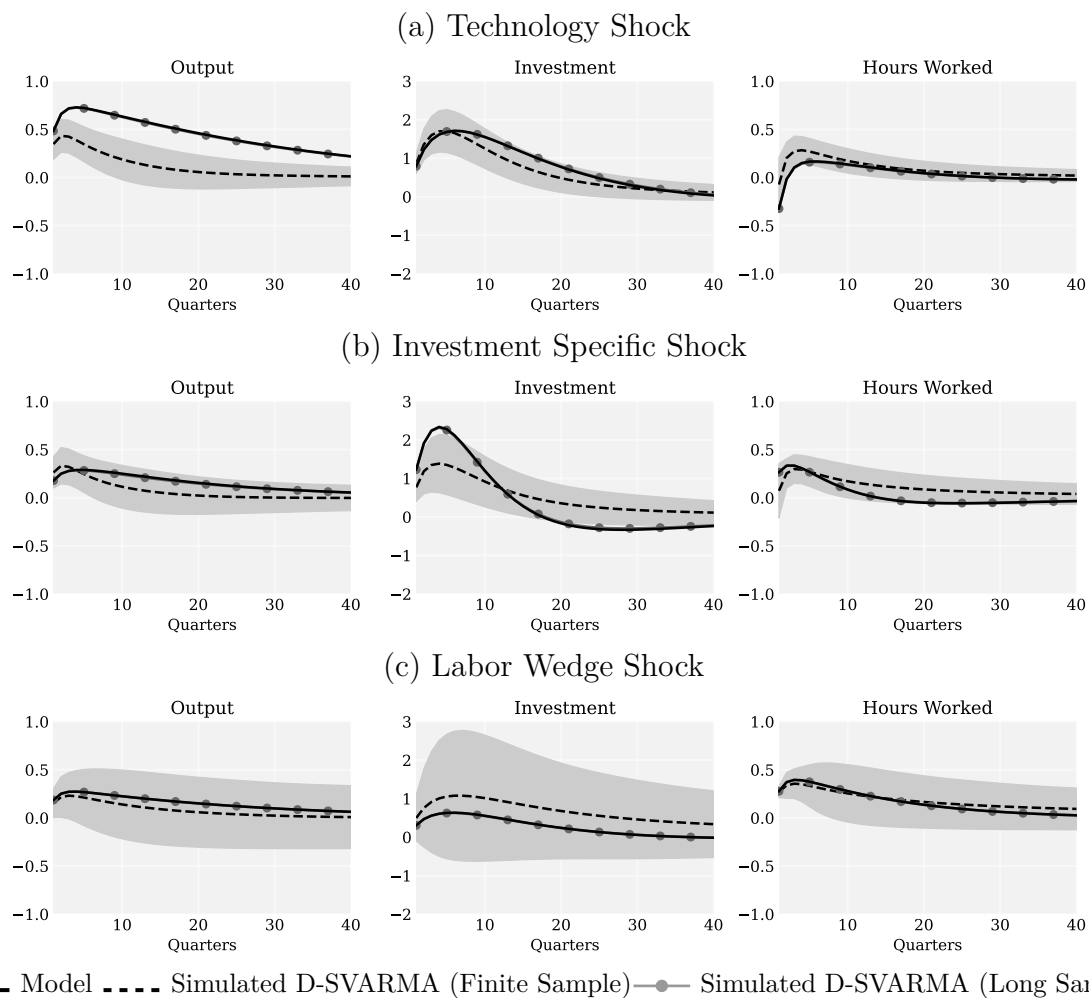 (a) Technology Shock
Output Investment Hours Worked
1.0 3 1.0
2
0.5 0.5
1
0.0 0.0
0
−0.5 −1 −0.5
−1.0 −2 −1.0
10 20 30 40 10 20 30 40 10 20 30 40
Quarters Quarters Quarters
(b) Investment Specific Shock
Output Investment Hours Worked
1.0 3 1.0
2
0.5 0.5
1
0.0 0.0
0
−0.5 −1 −0.5
−1.0 −2 −1.0
10 20 30 40 10 20 30 40 10 20 30 40
Quarters Quarters Quarters
(c) Labor Wedge Shock
Output Investment Hours Worked
1.0 3 1.0
2
0.5 0.5
1
0.0 0.0
0
−0.5 −1 −0.5
−1.0 −2 −1.0
10 20 30 40 10 20 30 40 10 20 30 40
Quarters Quarters Quarters
Model Simulated D-SVARMA (Finite Sample) Simulated D-SVARMA (Long